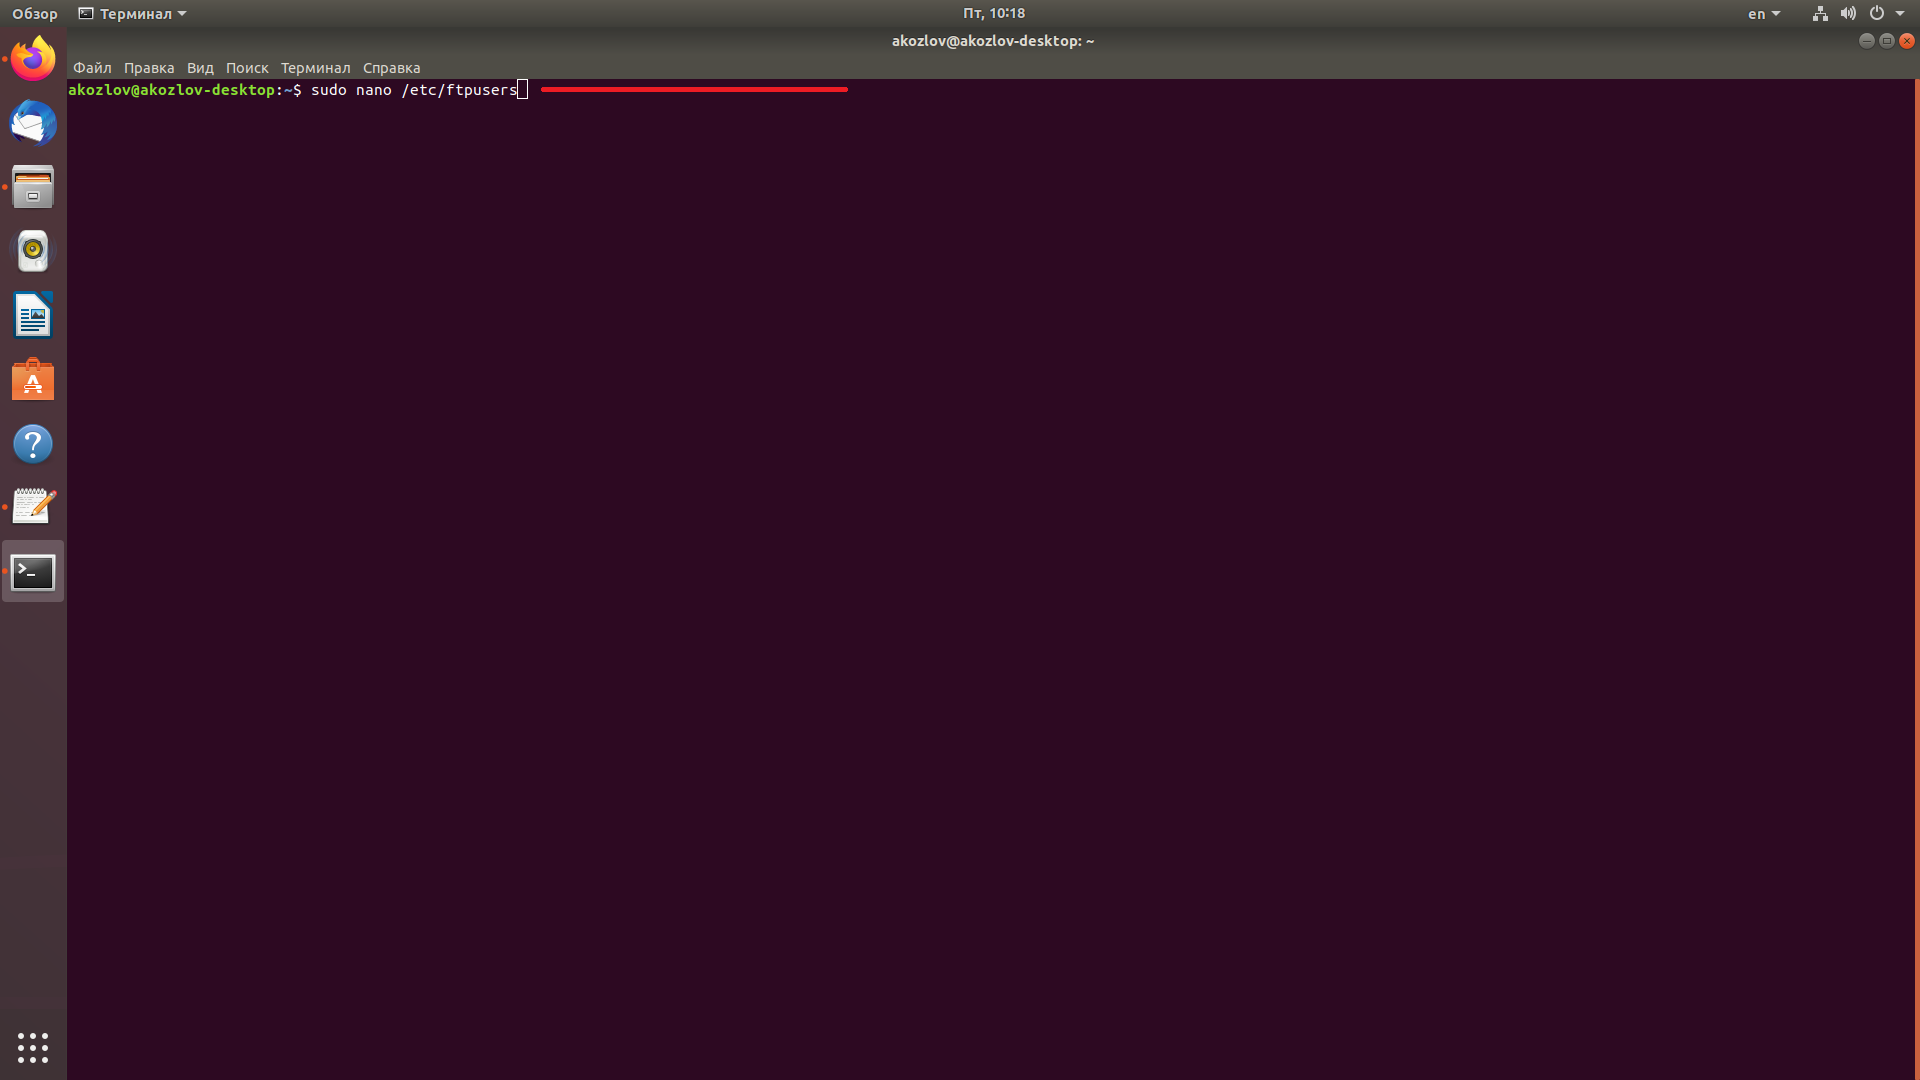 Обзор Терминал Пт, 10:18 en
akozlov@akozlov-desktop: ~
Файл Правка Вид Поиск Терминал Справка
akozlov@akozlov-desktop:~$ sudo nano /etc/ftpusers